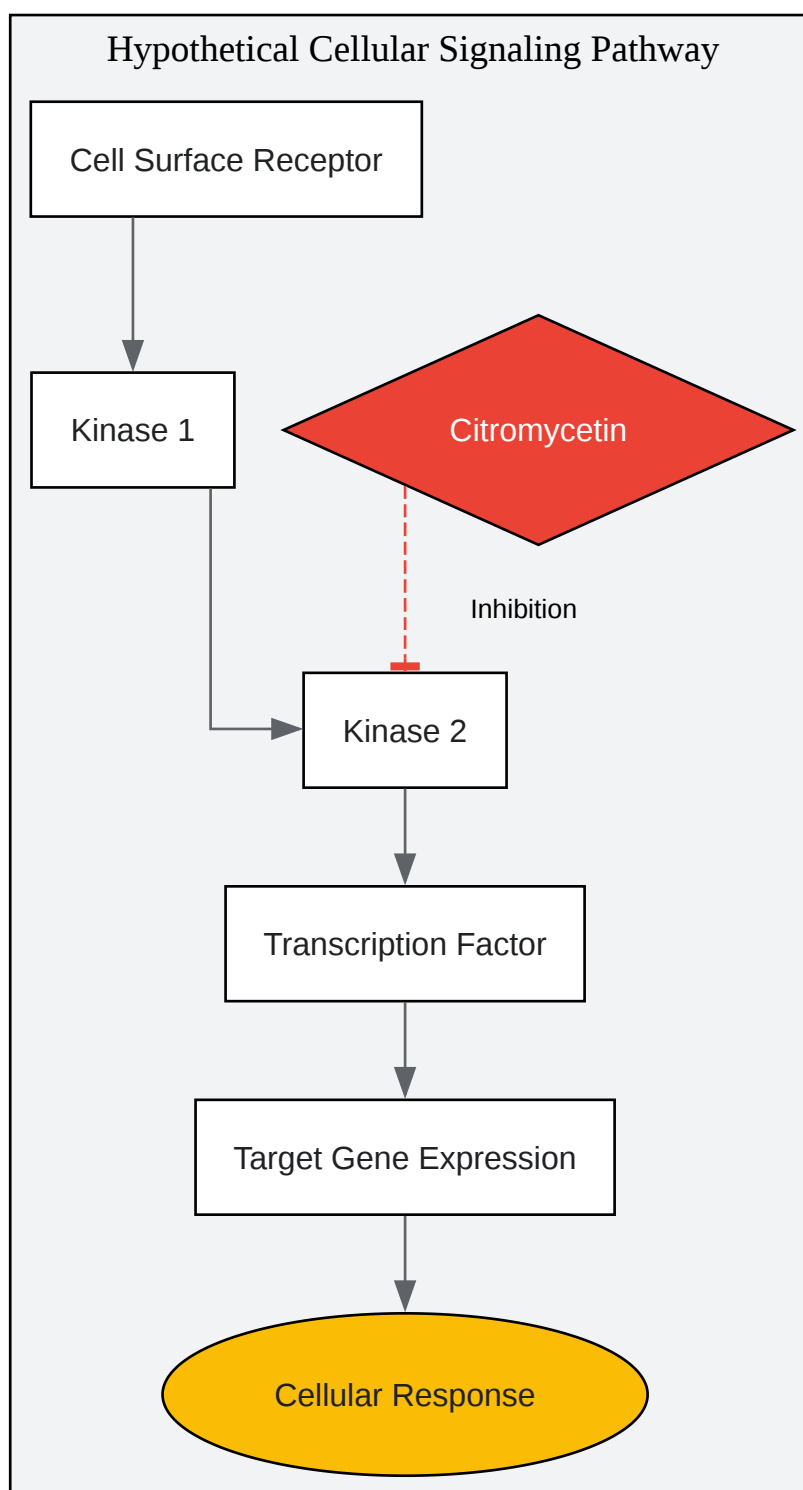 Hypothetical Cellular Signaling Pathway
Cell Surface Receptor
Kinase 1
Citromycetin
Inhibition
Kinase 2
Transcription Factor
Target Gene Expression
Cellular Response